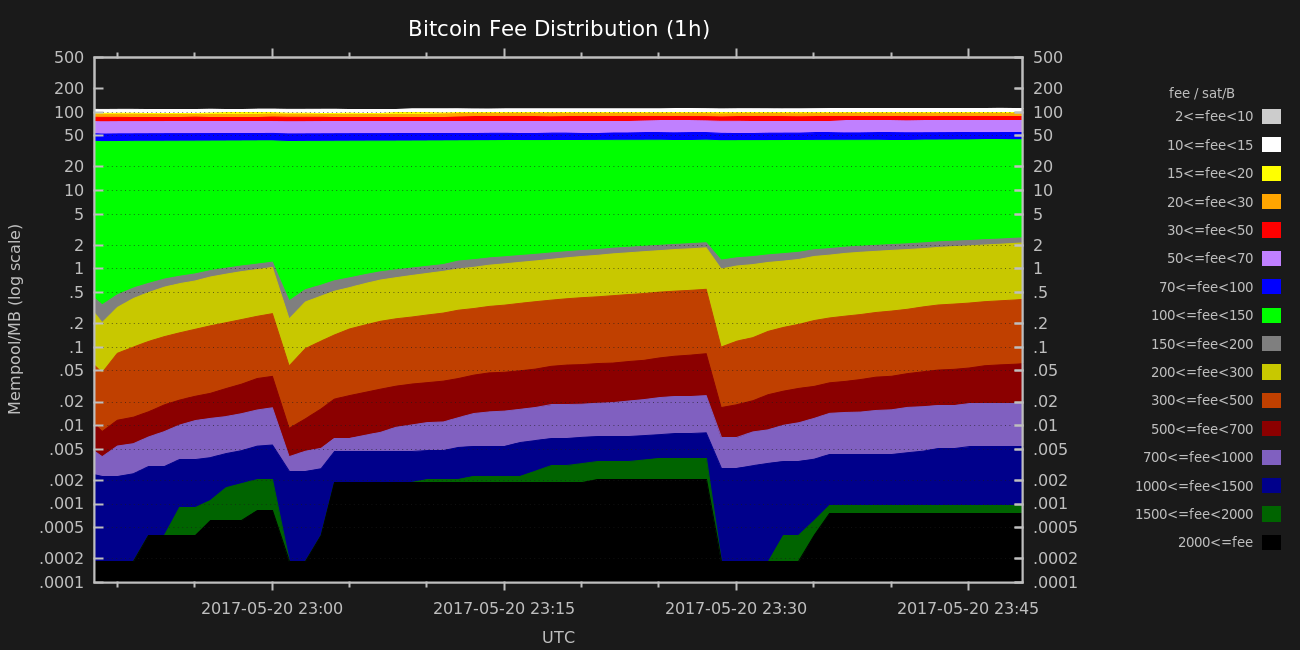 Bitcoin Fee Distribution (1h)
Mempool/MB (log scale)
500
200
100
50
20
10
5
2
1
.5
.2
.1
.05
.02
.01
.005
.002
.001
.0005
.0002
.0001
500
200
100
50
20
10
5
2
1
.5
.2
.1
.05
.02
.01
.005
.002
.001
.0005
.0002
.0001
2017-05-20 23:00
2017-05-20 23:15
2017-05-20 23:30
2017-05-20 23:45
UTC
fee / sat/B
2<=fee<10
10<=fee<15
15<=fee<20
20<=fee<30
30<=fee<50
50<=fee<70
70<=fee<100
100<=fee<150
150<=fee<200
200<=fee<300
300<=fee<500
500<=fee<700
700<=fee<1000
1000<=fee<1500
1500<=fee<2000
2000<=fee